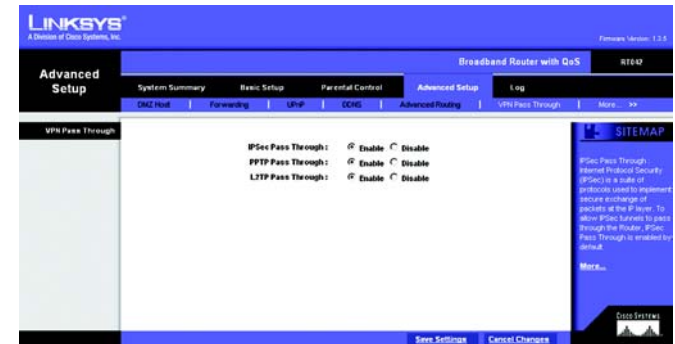 LINKSYS®
A Division of Cisco Systems, Inc.
Firmware Version: 1.3.5
Broadband Router with QoS
RT042
Advanced Setup
System Summary
Basic Setup
Parental Control
Advanced Setup
Log
DMZ Host | Forwarding | UPnP | DDNS | Advanced Routing | VPN Pass Through | More... >>
VPN Pass Through
IPSec Pass Through : Enable Disable
PPTP Pass Through : Enable Disable
L2TP Pass Through : Enable Disable
SITEMAP
IPSec Pass Through :
Internet Protocol Security
(IPSec) is a suite of
protocols used to implement
secure exchange of
packets at the IP layer. To
allow IPSec tunnels to pass
through the Router, IPSec
Pass Through is enabled by
default.
More...
Save Settings
Cancel Changes
CISCO SYSTEMS